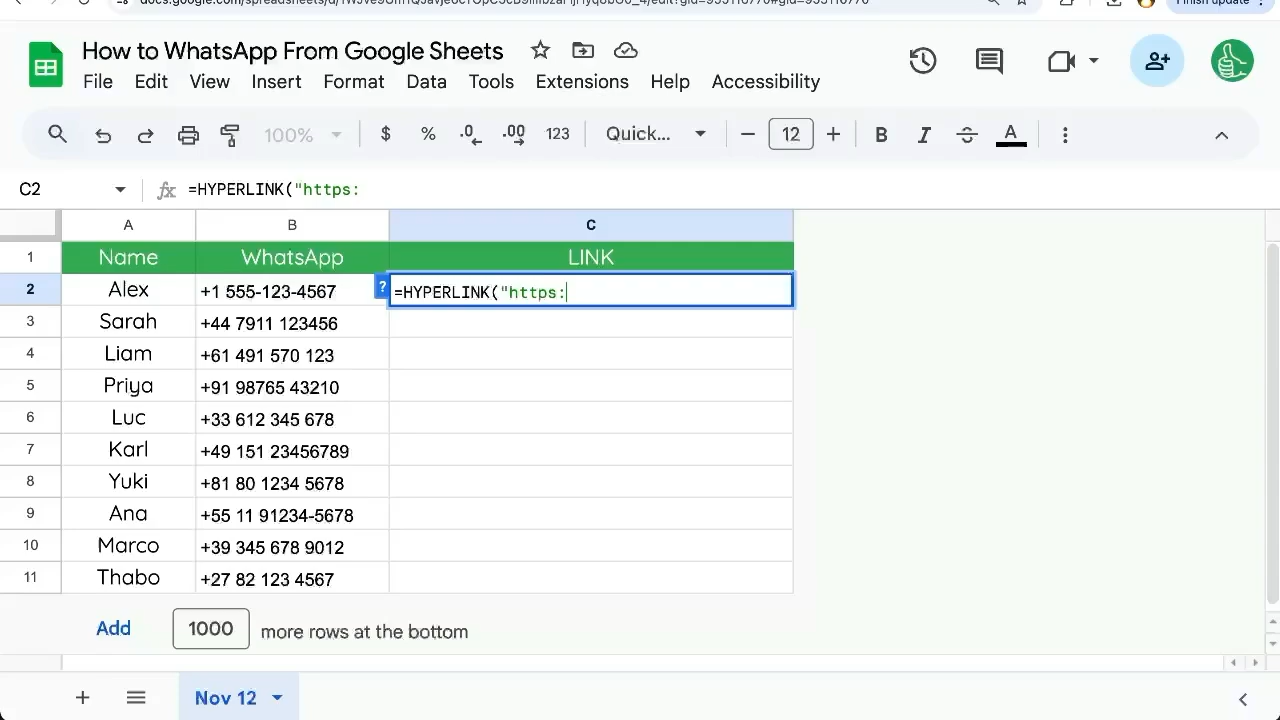 How to WhatsApp From Google Sheets
File Edit View Insert Format Data Tools Extensions Help Accessibility
100% $ % .0 .00 123 Quick... 12 B I S A
C2 fx =HYPERLINK("https:
A B C
1 Name WhatsApp LINK
2 Alex +1 555-123-4567 ? =HYPERLINK("https:
3 Sarah +44 7911 123456
4 Liam +61 491 570 123
5 Priya +91 98765 43210
6 Luc +33 612 345 678
7 Karl +49 151 23456789
8 Yuki +81 80 1234 5678
9 Ana +55 11 91234-5678
10 Marco +39 345 678 9012
11 Thabo +27 82 123 4567
Add 1000 more rows at the bottom
Nov 12